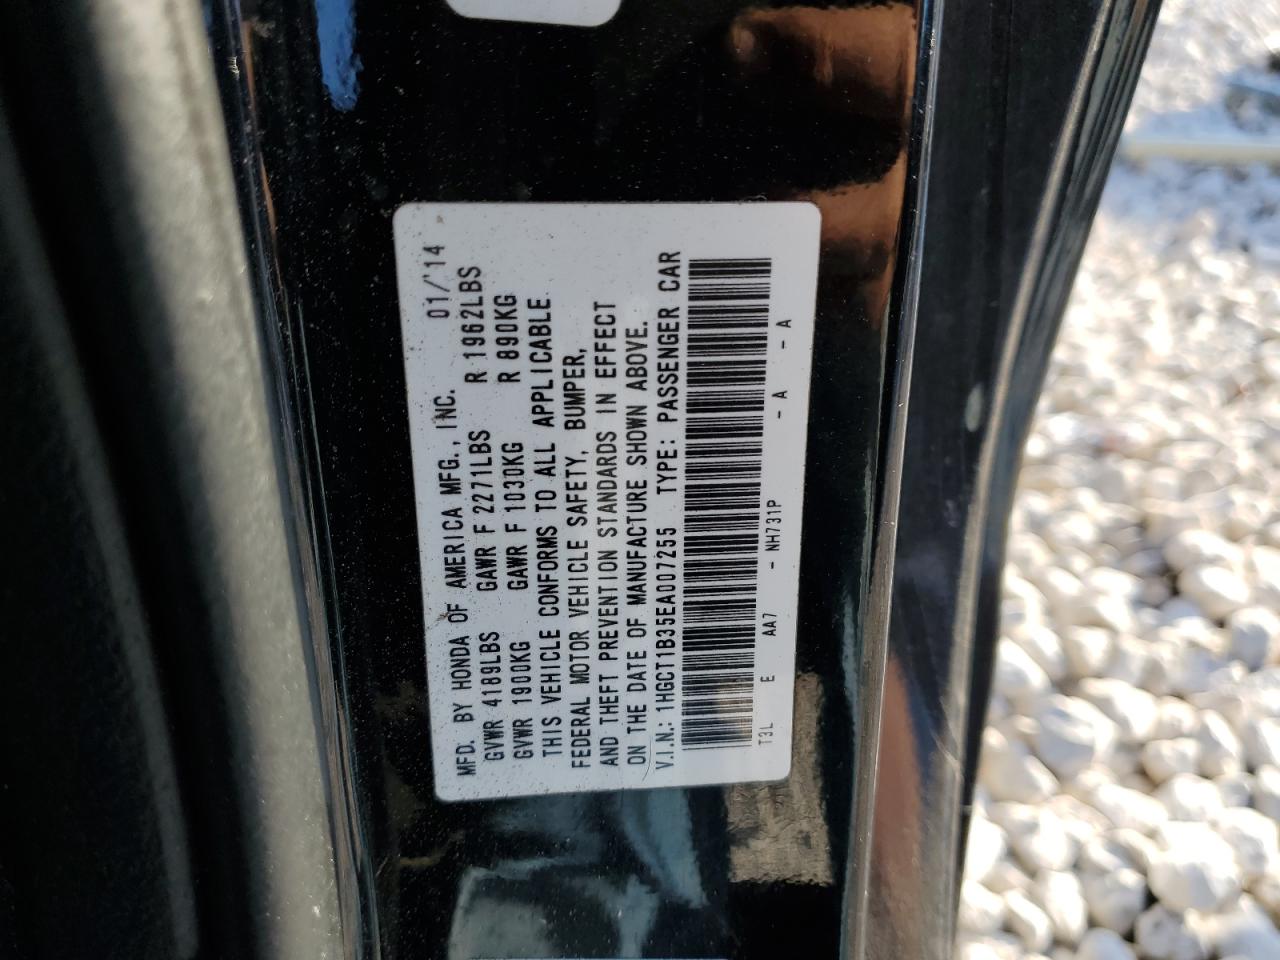 MFD. BY HONDA OF AMERICA MFG., INC. 01/'14
GVWR 4189LBS GAWR F 2271LBS R 1962LBS
GVWR 1900KG GAWR F 1030KG R 890KG
THIS VEHICLE CONFORMS TO ALL APPLICABLE
FEDERAL MOTOR VEHICLE SAFETY, BUMPER,
AND THEFT PREVENTION STANDARDS IN EFFECT
ON THE DATE OF MANUFACTURE SHOWN ABOVE.
V.I.N.: 1HGCT1B35EA007255 TYPE: PASSENGER CAR
T3L E AA7 - NH731P - A - A